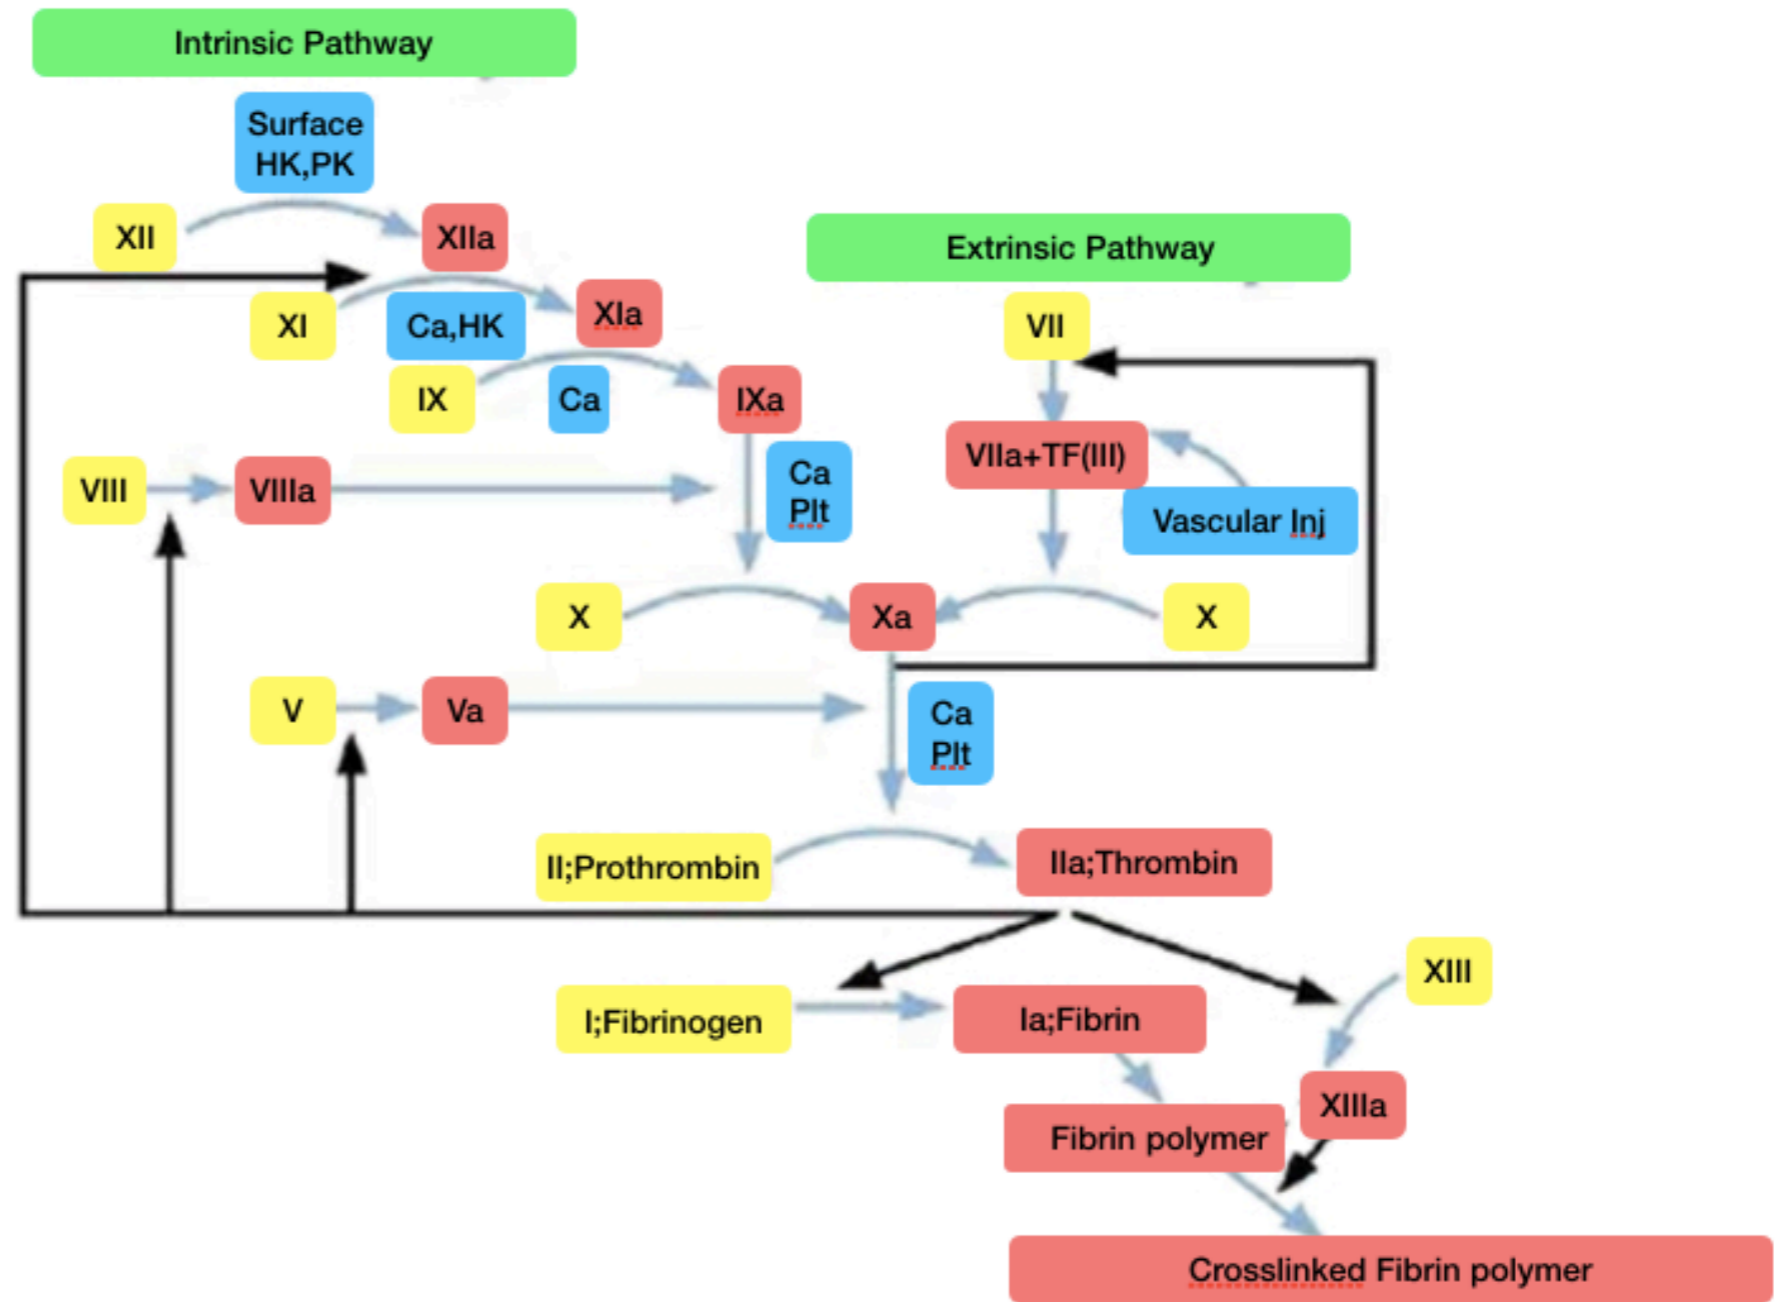 Intrinsic Pathway
Surface
HK,PK
XII
XIIa
Extrinsic Pathway
XI
Ca,HK
XIa
VII
IX
Ca
IXa
VIIa+TF(III)
VIII
VIIIa
Ca
Plt
Vascular Inj
X
Xa
X
V
Va
Ca
Plt
II;Prothrombin
IIa;Thrombin
XIII
I;Fibrinogen
Ia;Fibrin
XIIIa
Fibrin polymer
Crosslinked Fibrin polymer